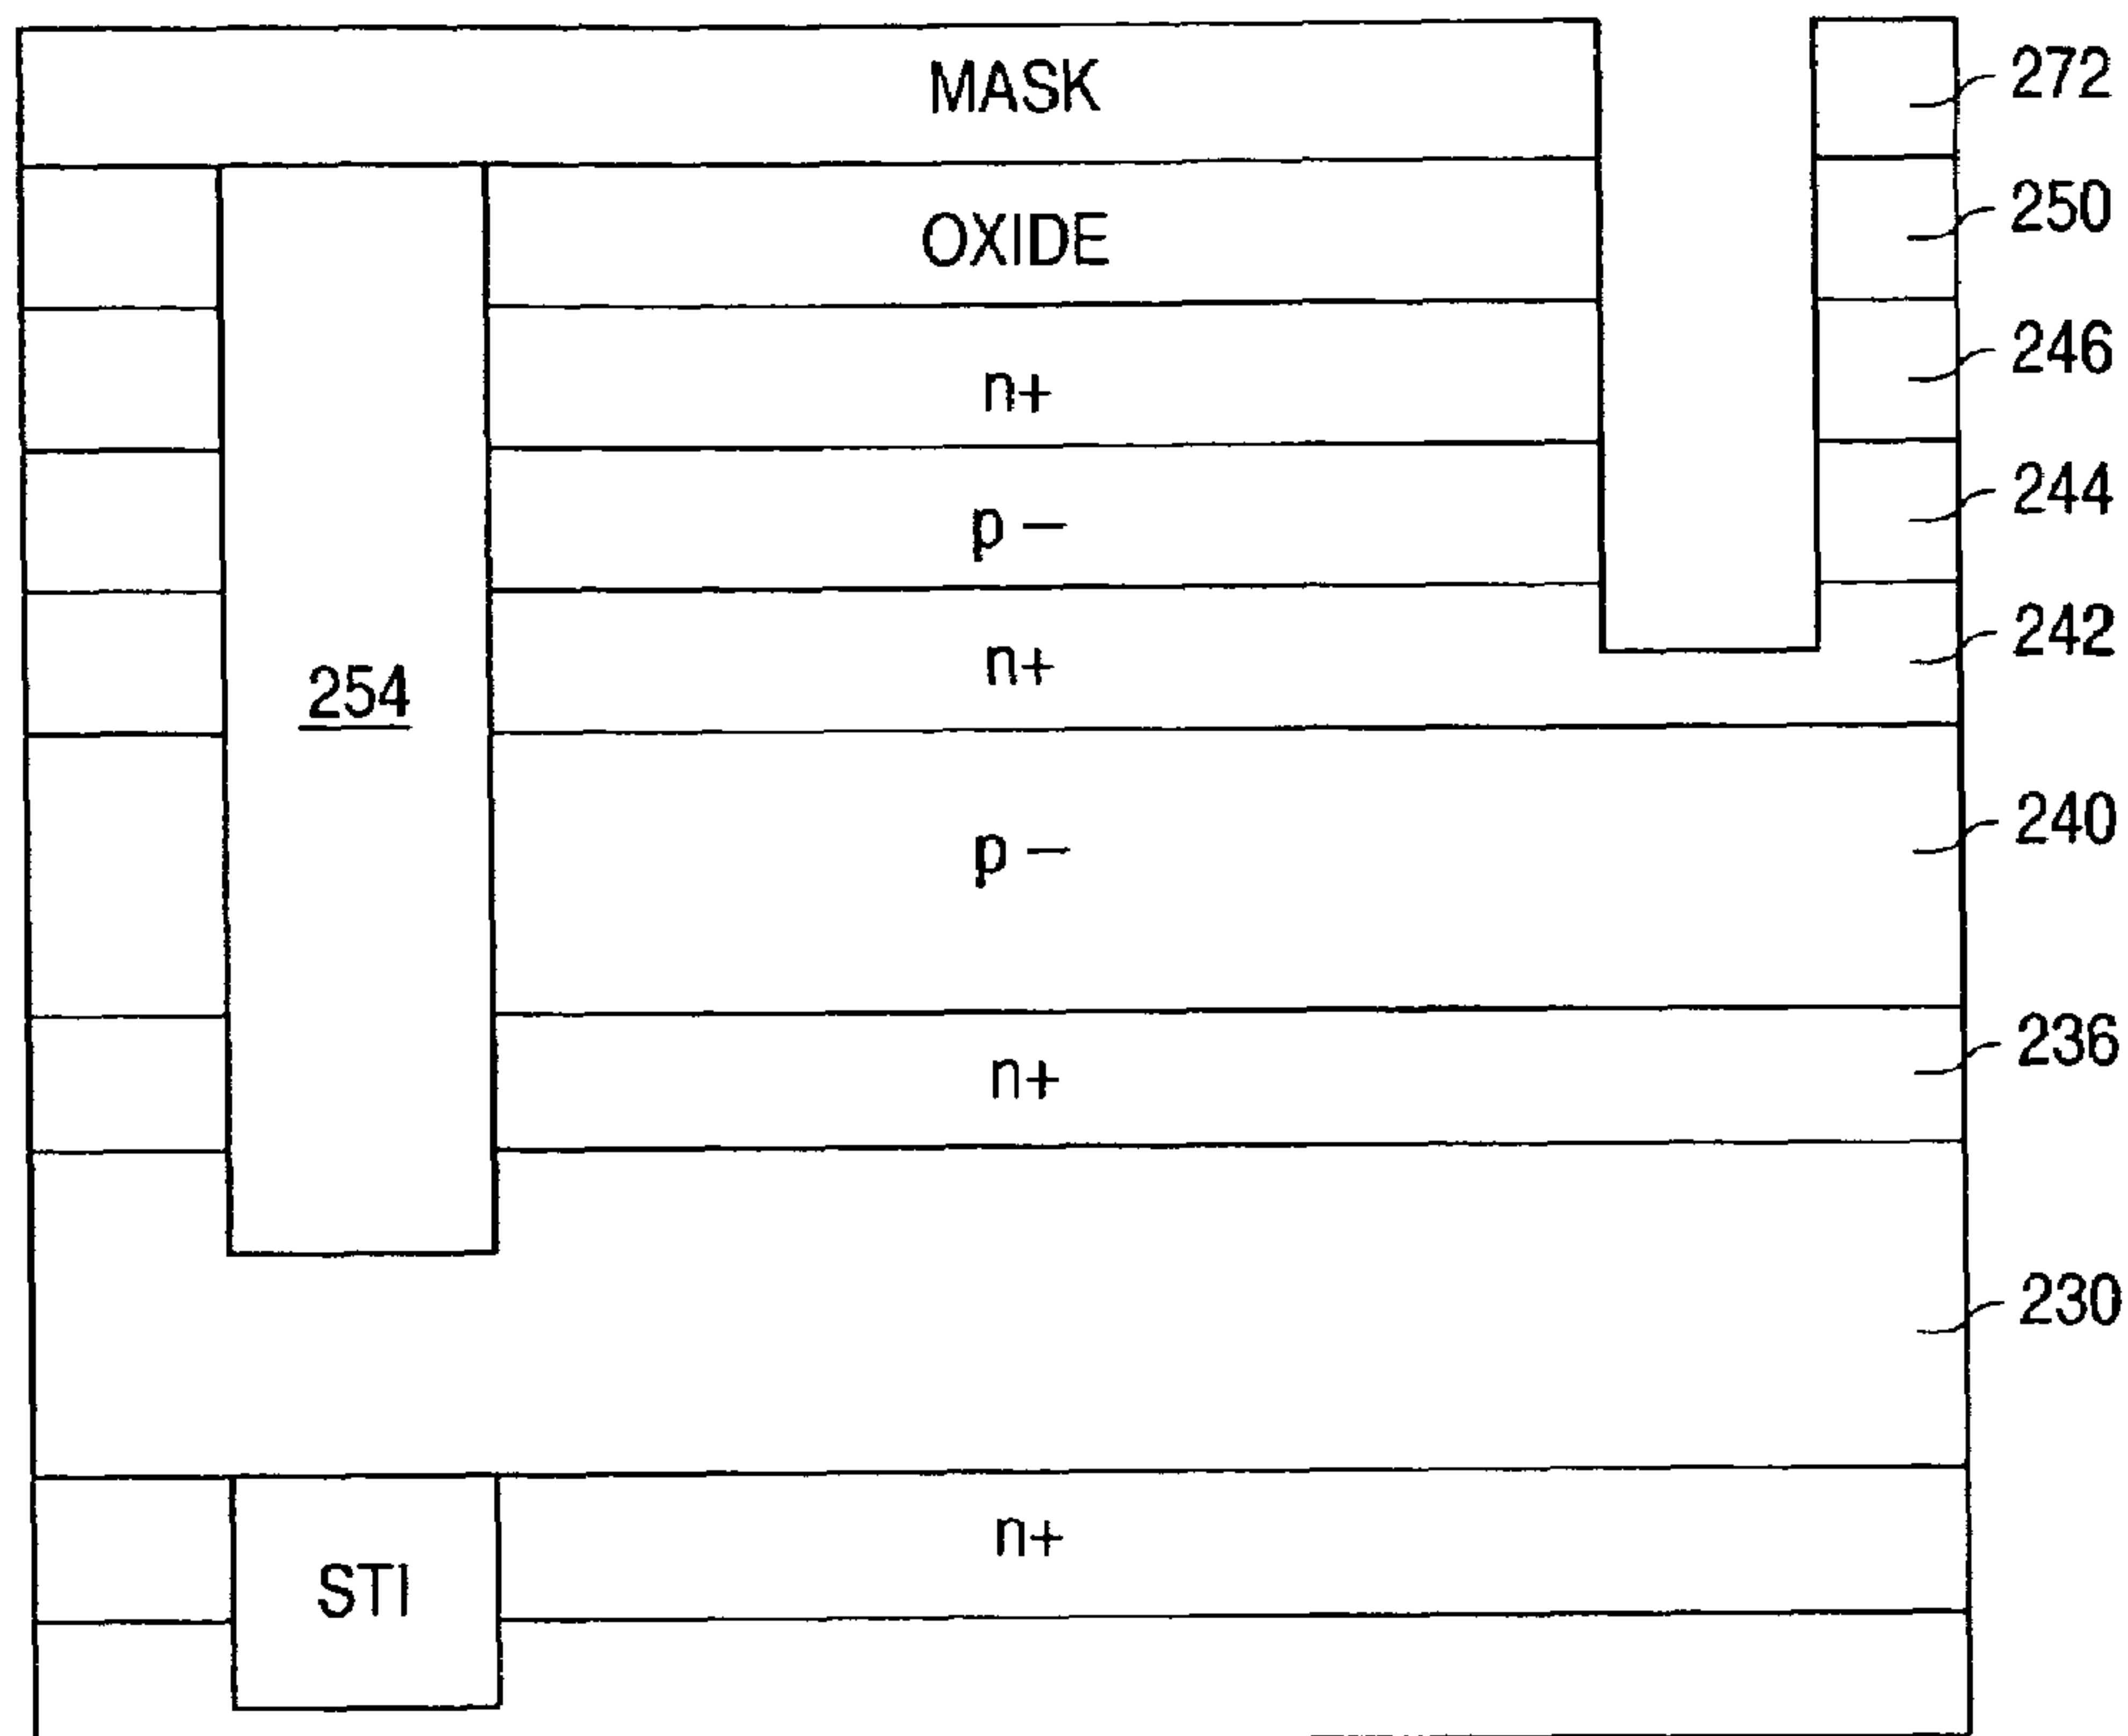 MASK
272
OXIDE
250
n+
246
p −
244
n+
242
254
p −
240
n+
236
230
n+
STI